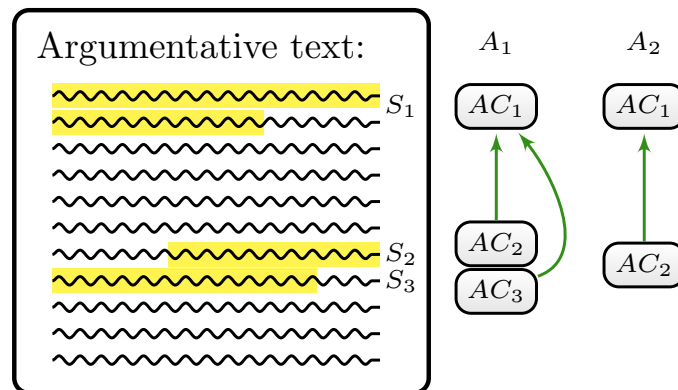 Argumentative text:
A₁ A₂
S₁
AC₁ AC₁
S₂
S₃
AC₂ AC₂
AC₃